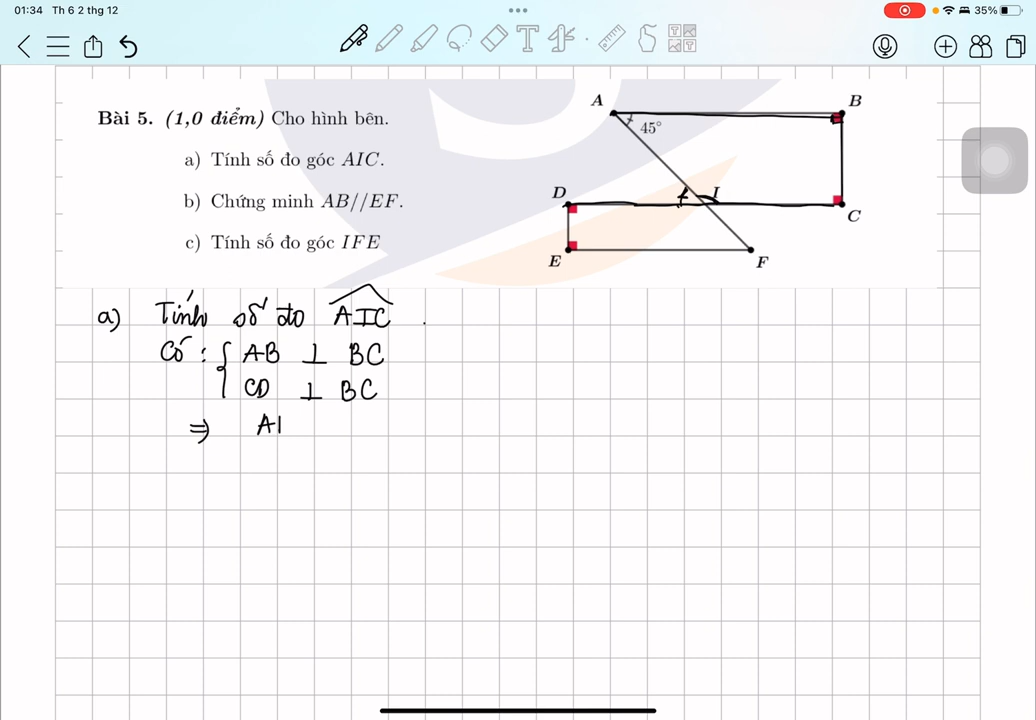 01:34 Th 6 2 thg 12
35%
Bài 5. (1,0 điểm) Cho hình bên.
a) Tính số đo góc AIC.
b) Chứng minh AB//EF.
c) Tính số đo góc IFE
A
B
45°
D
I
C
E
F
a) Tính số đo AIC .
Có : { AB ⊥ BC
CD ⊥ BC
⇒ AI